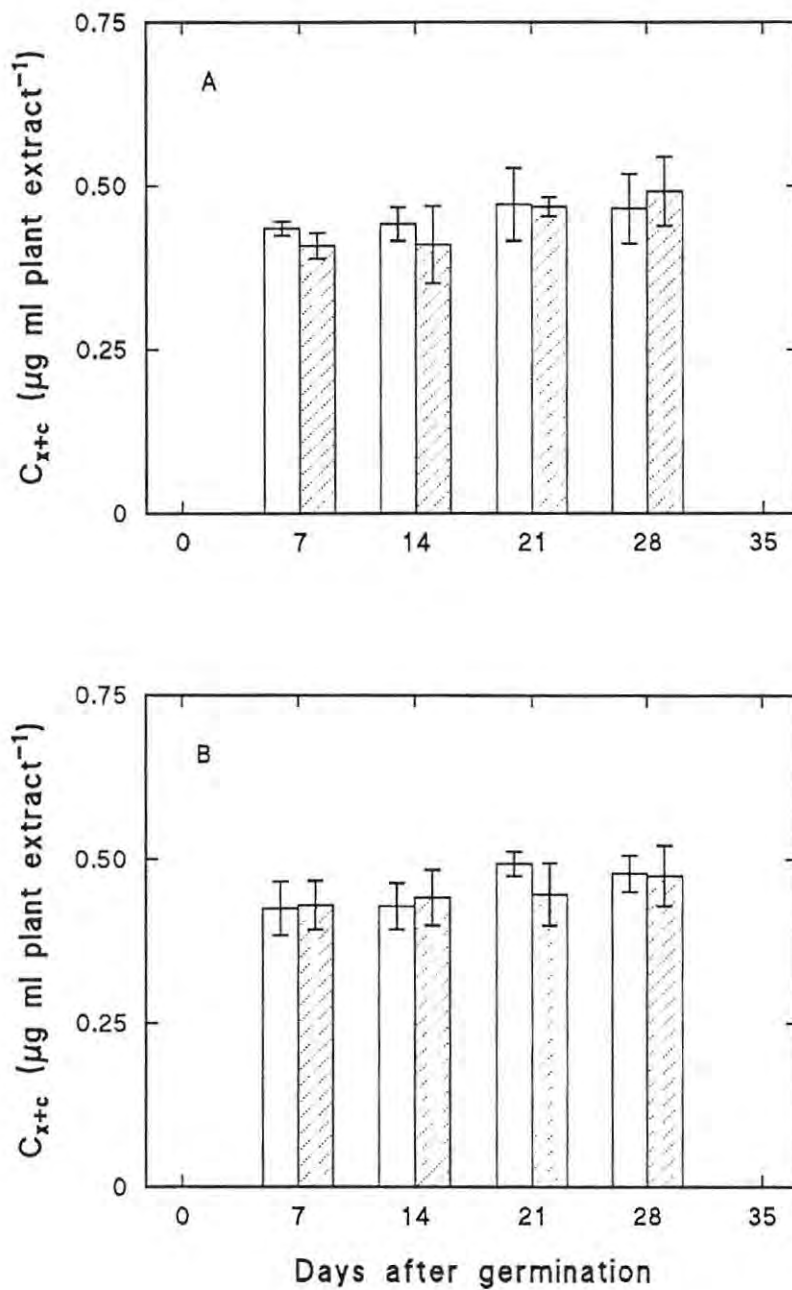 0.75
A
0.50
0.25
0
0 7 14 21 28 35
Cx+c (µg ml plant extract⁻¹)
0.75
B
0.50
0.25
0
0 7 14 21 28 35
Cx+c (µg ml plant extract⁻¹)
Days after germination